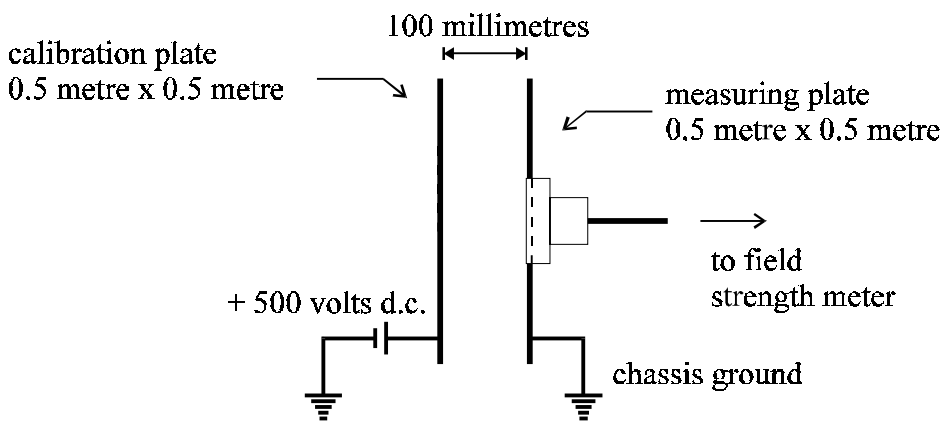 100 millimetres
calibration plate
0.5 metre x 0.5 metre
measuring plate
0.5 metre x 0.5 metre
to field
strength meter
+ 500 volts d.c.
chassis ground